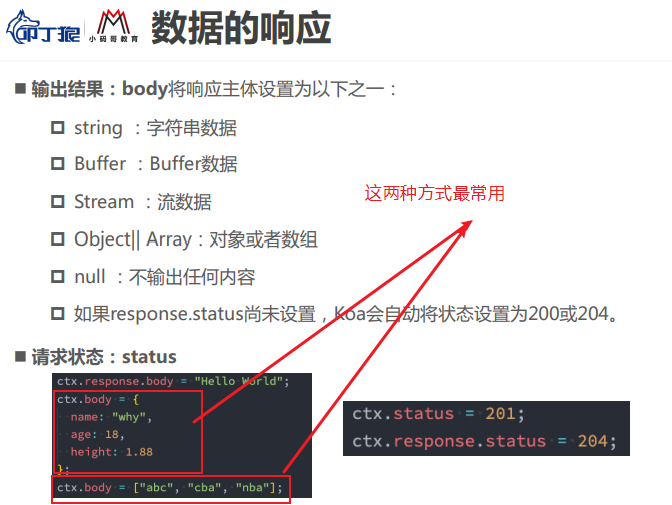 叩丁狼
小码哥教育
数据的响应
输出结果：body将响应主体设置为以下之一：
string ：字符串数据
Buffer ：Buffer数据
这两种方式最常用
Stream ：流数据
Object|| Array：对象或者数组
null ：不输出任何内容
如果response.status尚未设置，Koa会自动将状态设置为200或204。
请求状态：status
ctx.response.body = "Hello World";
ctx.body = {
name: "why",
age: 18,
height: 1.88
};
ctx.body = ["abc", "cba", "nba"];
ctx.status = 201;
ctx.response.status = 204;